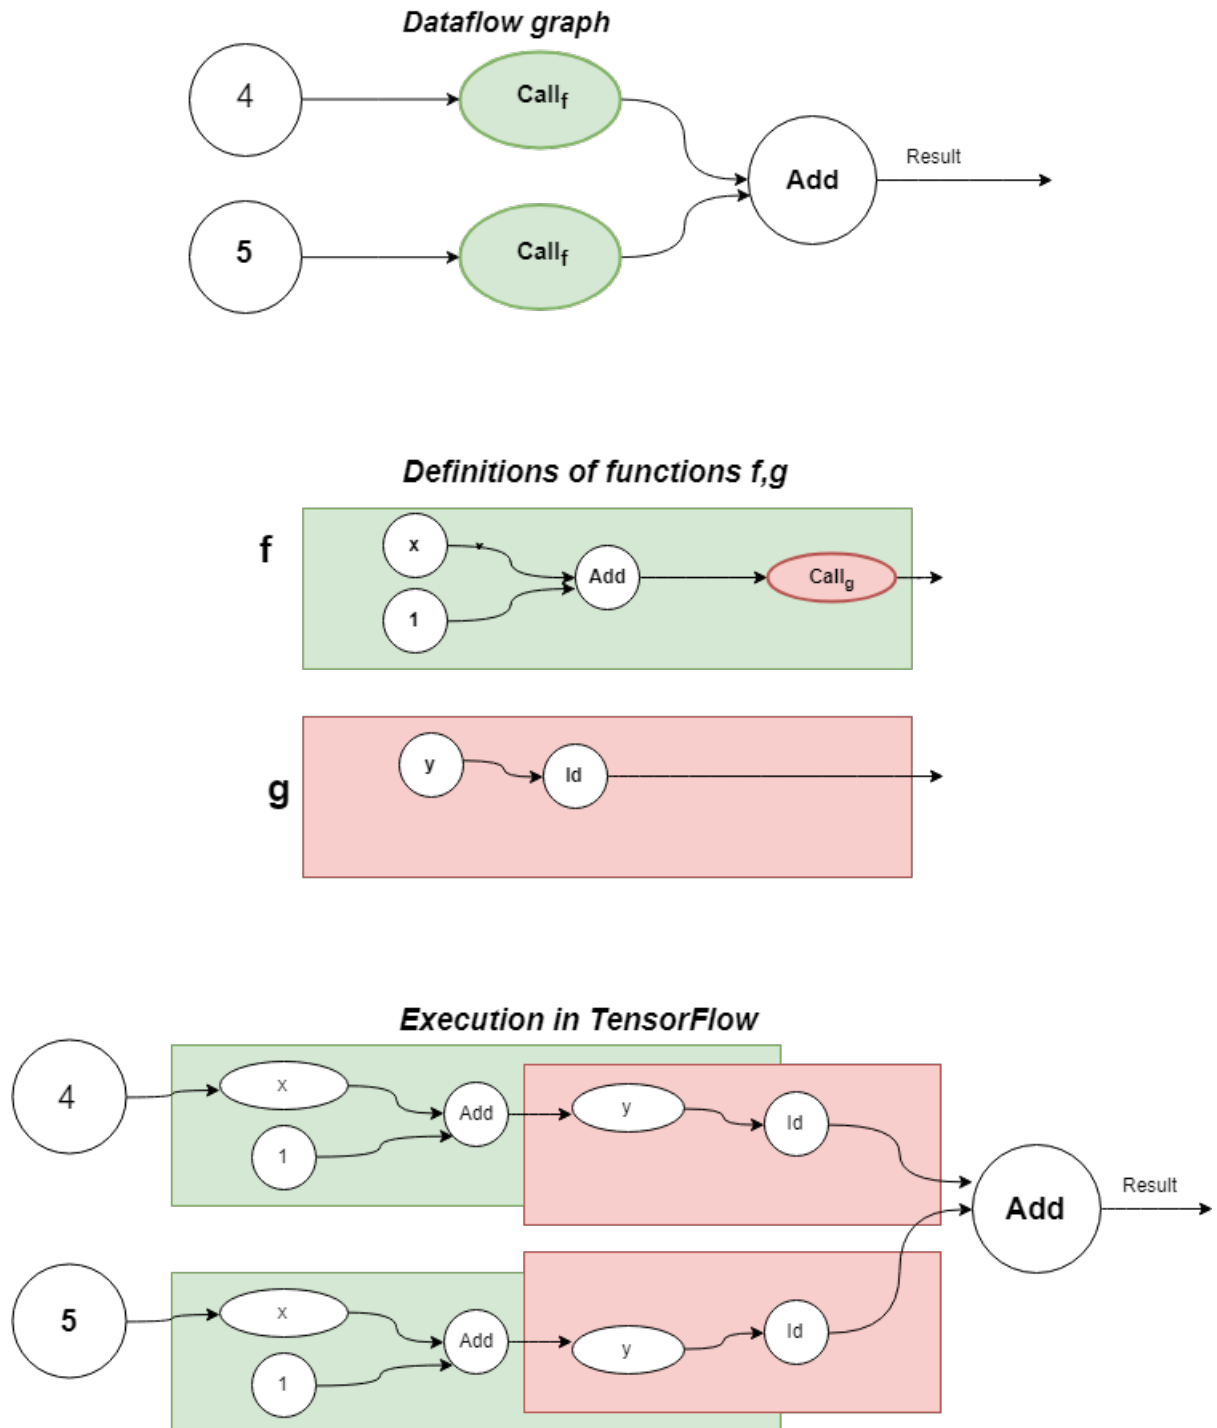 Dataflow graph
4
Callf
Add
Result
5
Callf
Definitions of functions f,g
f
x
Add
Callg
1
g
y
Id
Execution in TensorFlow
4
x
Add
y
Id
1
Add
Result
5
x
Add
y
Id
1